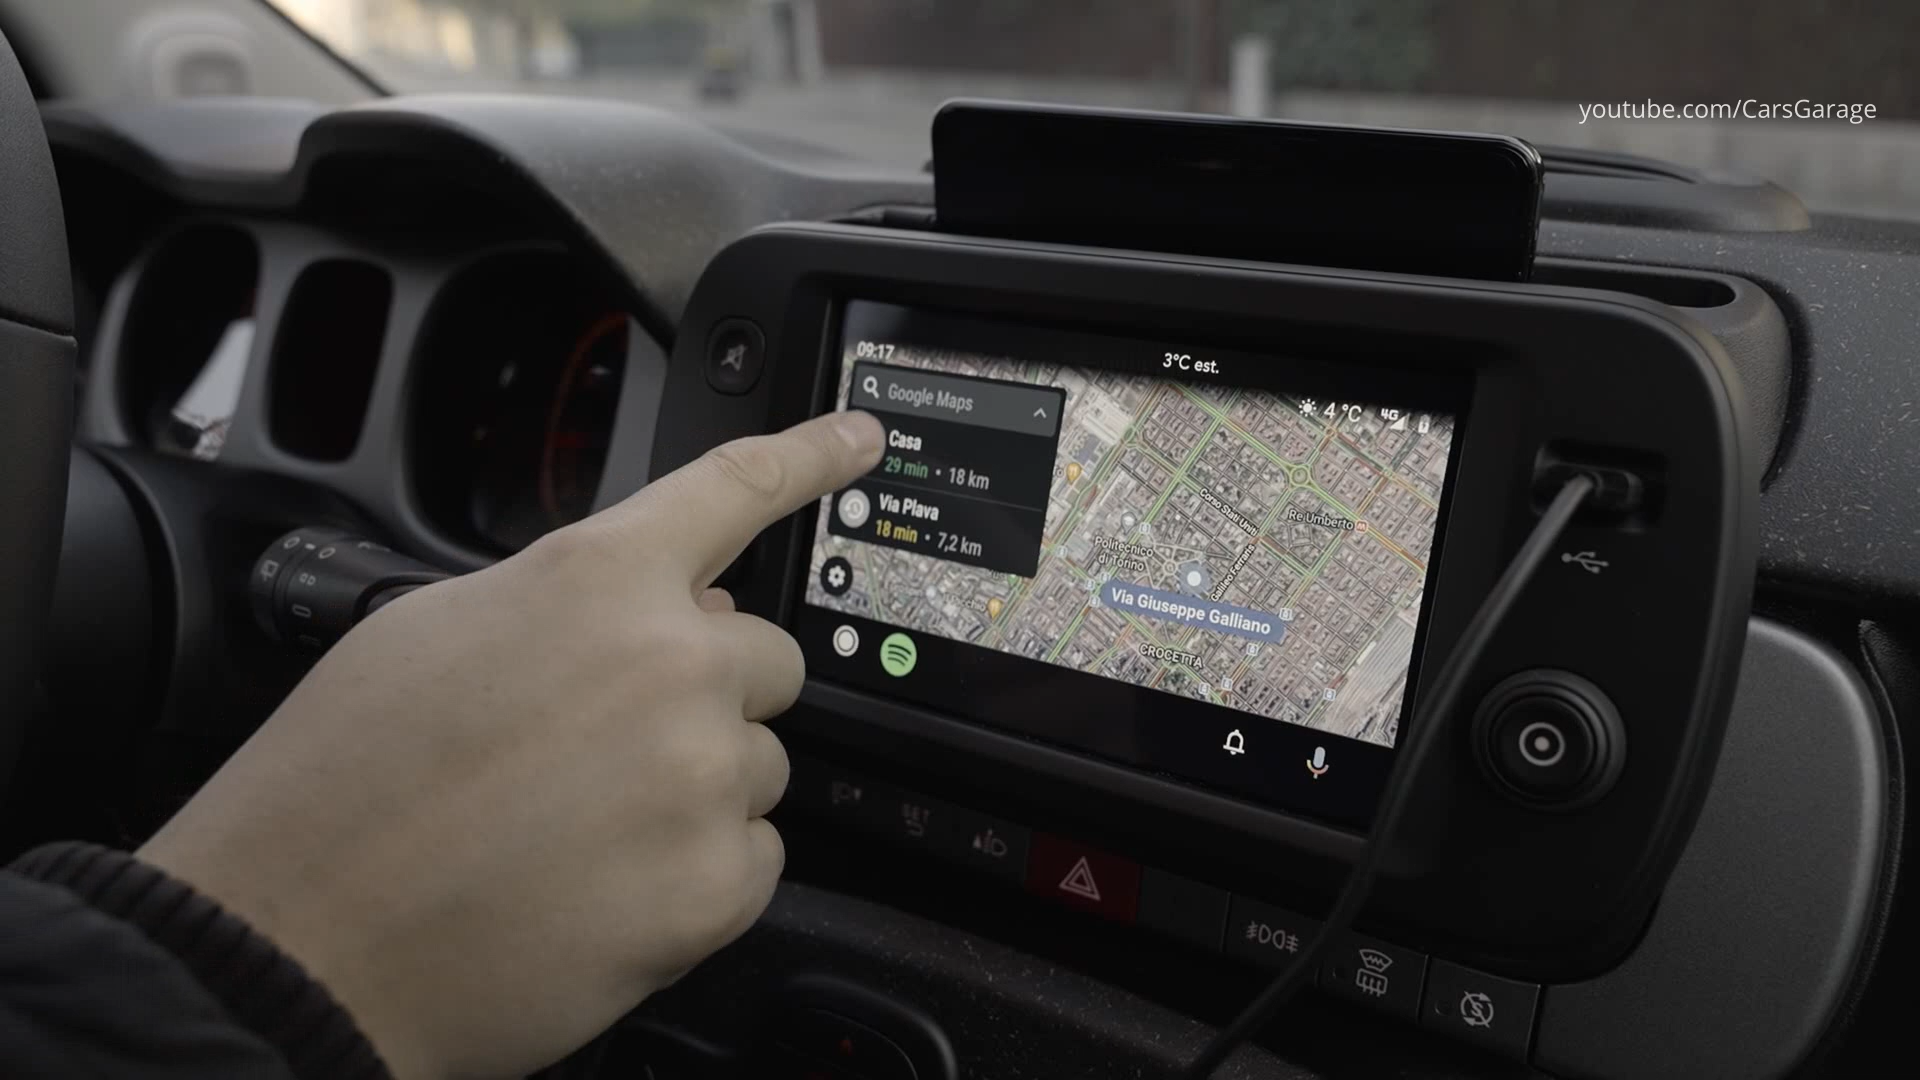 youtube.com/CarsGarage
09:17
3°C est.
4 °C 4G
Google Maps
Casa
29 min • 18 km
Via Plava
18 min • 7,2 km
Corso Stati Uniti
Re Umberto
Politecnico
di Torino
Galileo Ferraris
Via Giuseppe Galliano
CROCETTA
SET